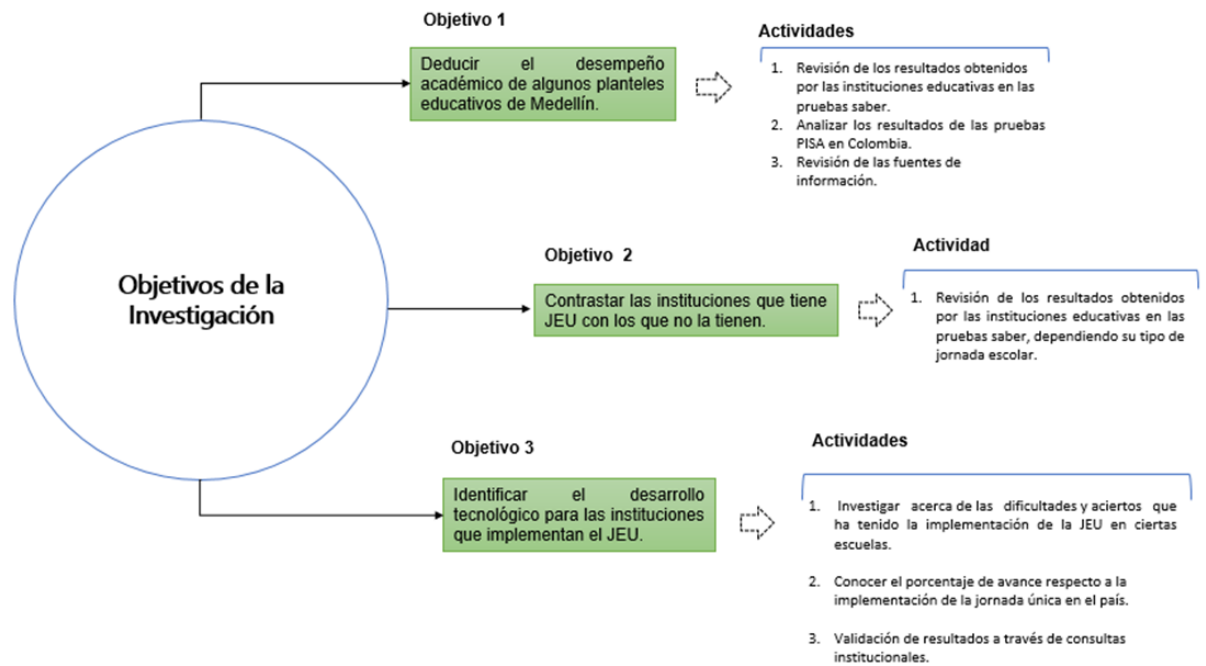 Objetivos de la
Investigación
Objetivo 1
Deducir el desempeño
académico de algunos planteles
educativos de Medellín.
Actividades
1. Revisión de los resultados obtenidos
por las instituciones educativas en las
pruebas saber.
2. Analizar los resultados de las pruebas
PISA en Colombia.
3. Revisión de las fuentes de
información.
Objetivo 2
Contrastar las instituciones que tiene
JEU con los que no la tienen.
Actividad
1. Revisión de los resultados obtenidos
por las instituciones educativas en las
pruebas saber, dependiendo su tipo de
jornada escolar.
Objetivo 3
Identificar el desarrollo
tecnológico para las instituciones
que implementan el JEU.
Actividades
1. Investigar acerca de las dificultades y aciertos que
ha tenido la implementación de la JEU en ciertas
escuelas.
2. Conocer el porcentaje de avance respecto a la
implementación de la jornada única en el país.
3. Validación de resultados a través de consultas
institucionales.